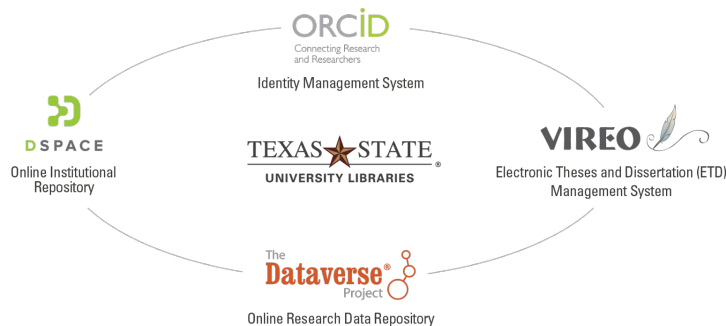 ORCiD
Connecting Research
and Researchers
Identity Management System
DSPACE
Online Institutional
Repository
TEXAS STATE
®
UNIVERSITY LIBRARIES
VIREO
Electronic Theses and Dissertation (ETD)
Management System
The
Dataverse®
Project
Online Research Data Repository